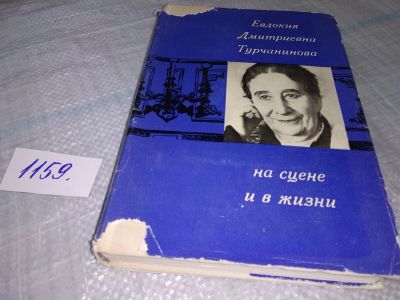 Евдокия
Дмитриевна
Турчанинова
на сцене
и в жизни
1159.